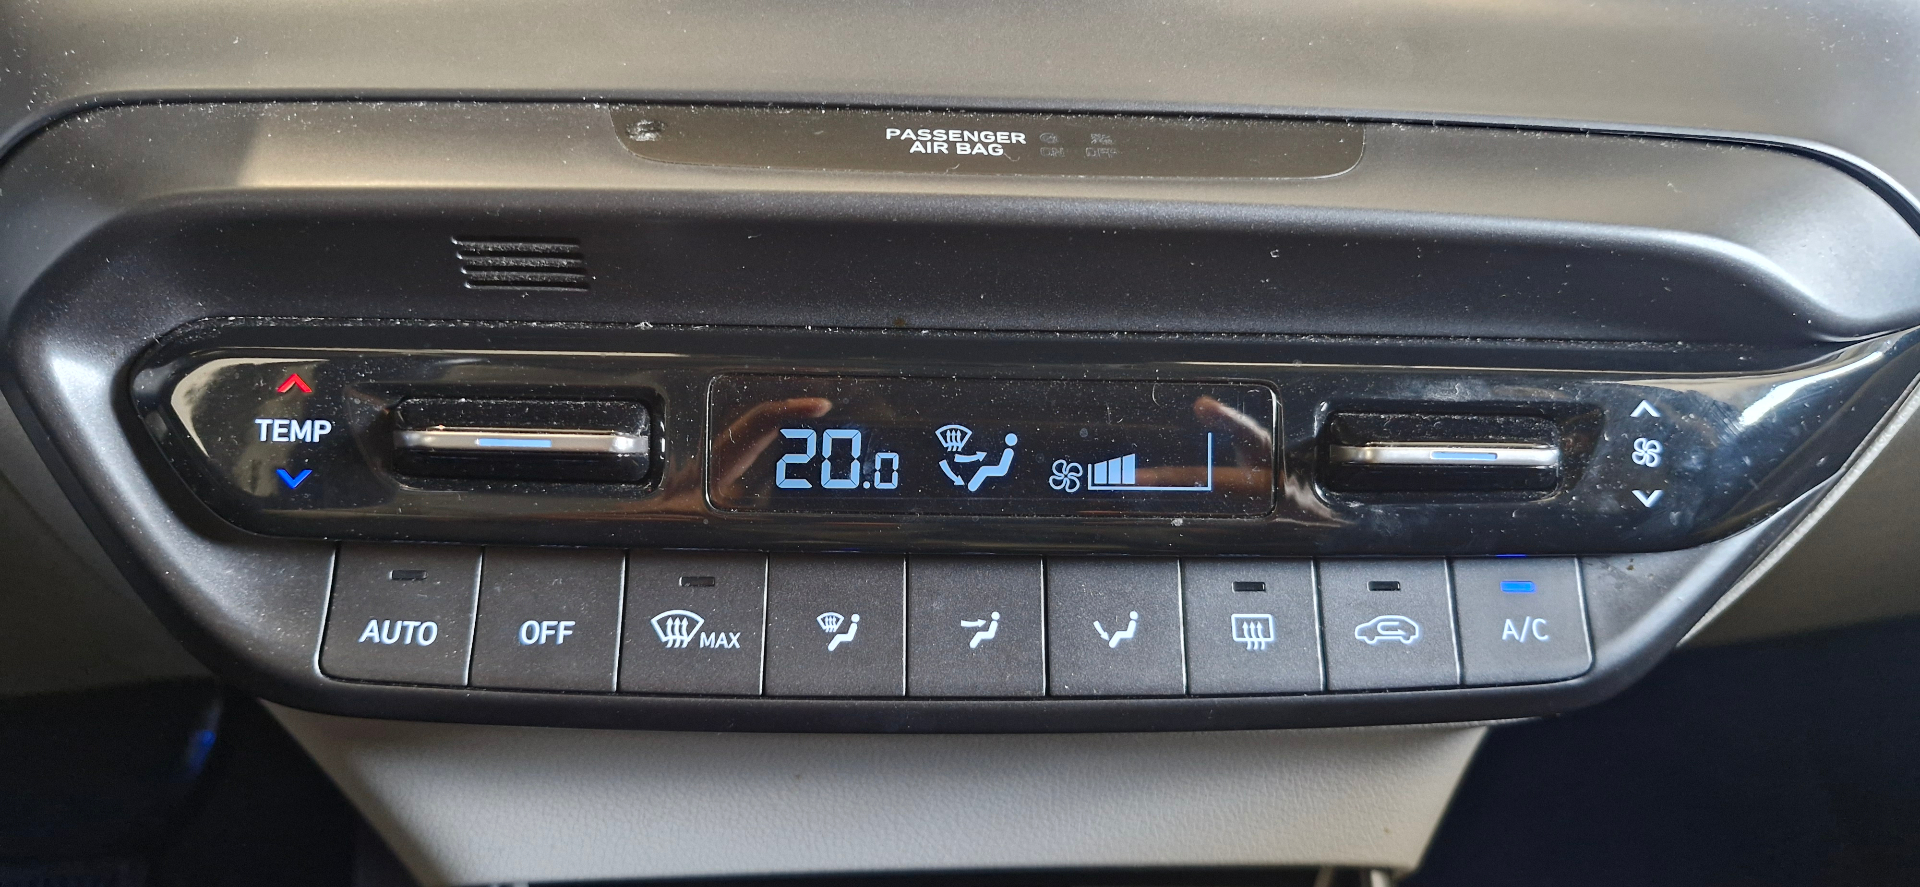 PASSENGER
AIR BAG
ON OFF
TEMP
20.0
AUTO
OFF
MAX
A/C